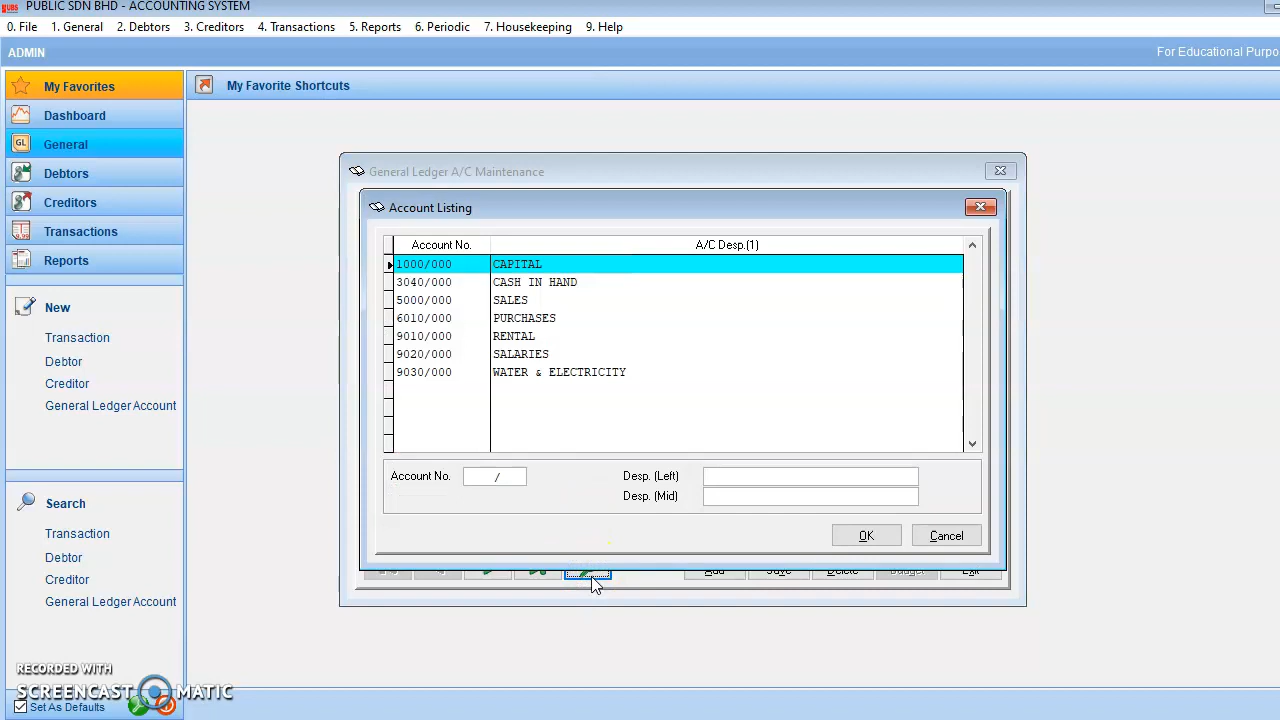 UBS PUBLIC SDN BHD - ACCOUNTING SYSTEM
0. File 1. General 2. Debtors 3. Creditors 4. Transactions 5. Reports 6. Periodic 7. Housekeeping 9. Help
ADMIN
For Educational Purpo
My Favorites
My Favorite Shortcuts
Dashboard
GL General
Debtors
Creditors
Transactions
Reports
New
Transaction
Debtor
Creditor
General Ledger Account
Search
Transaction
Debtor
Creditor
General Ledger Account
General Ledger A/C Maintenance
Account Listing
Account No. A/C Desp.(1)
1000/000 CAPITAL
3040/000 CASH IN HAND
5000/000 SALES
6010/000 PURCHASES
9010/000 RENTAL
9020/000 SALARIES
9030/000 WATER & ELECTRICITY
Account No. / Desp. (Left)
Desp. (Mid)
OK Cancel
Add Save Delete Budget Exit
RECORDED WITH
SCREENCAST MATIC
Set As Defaults